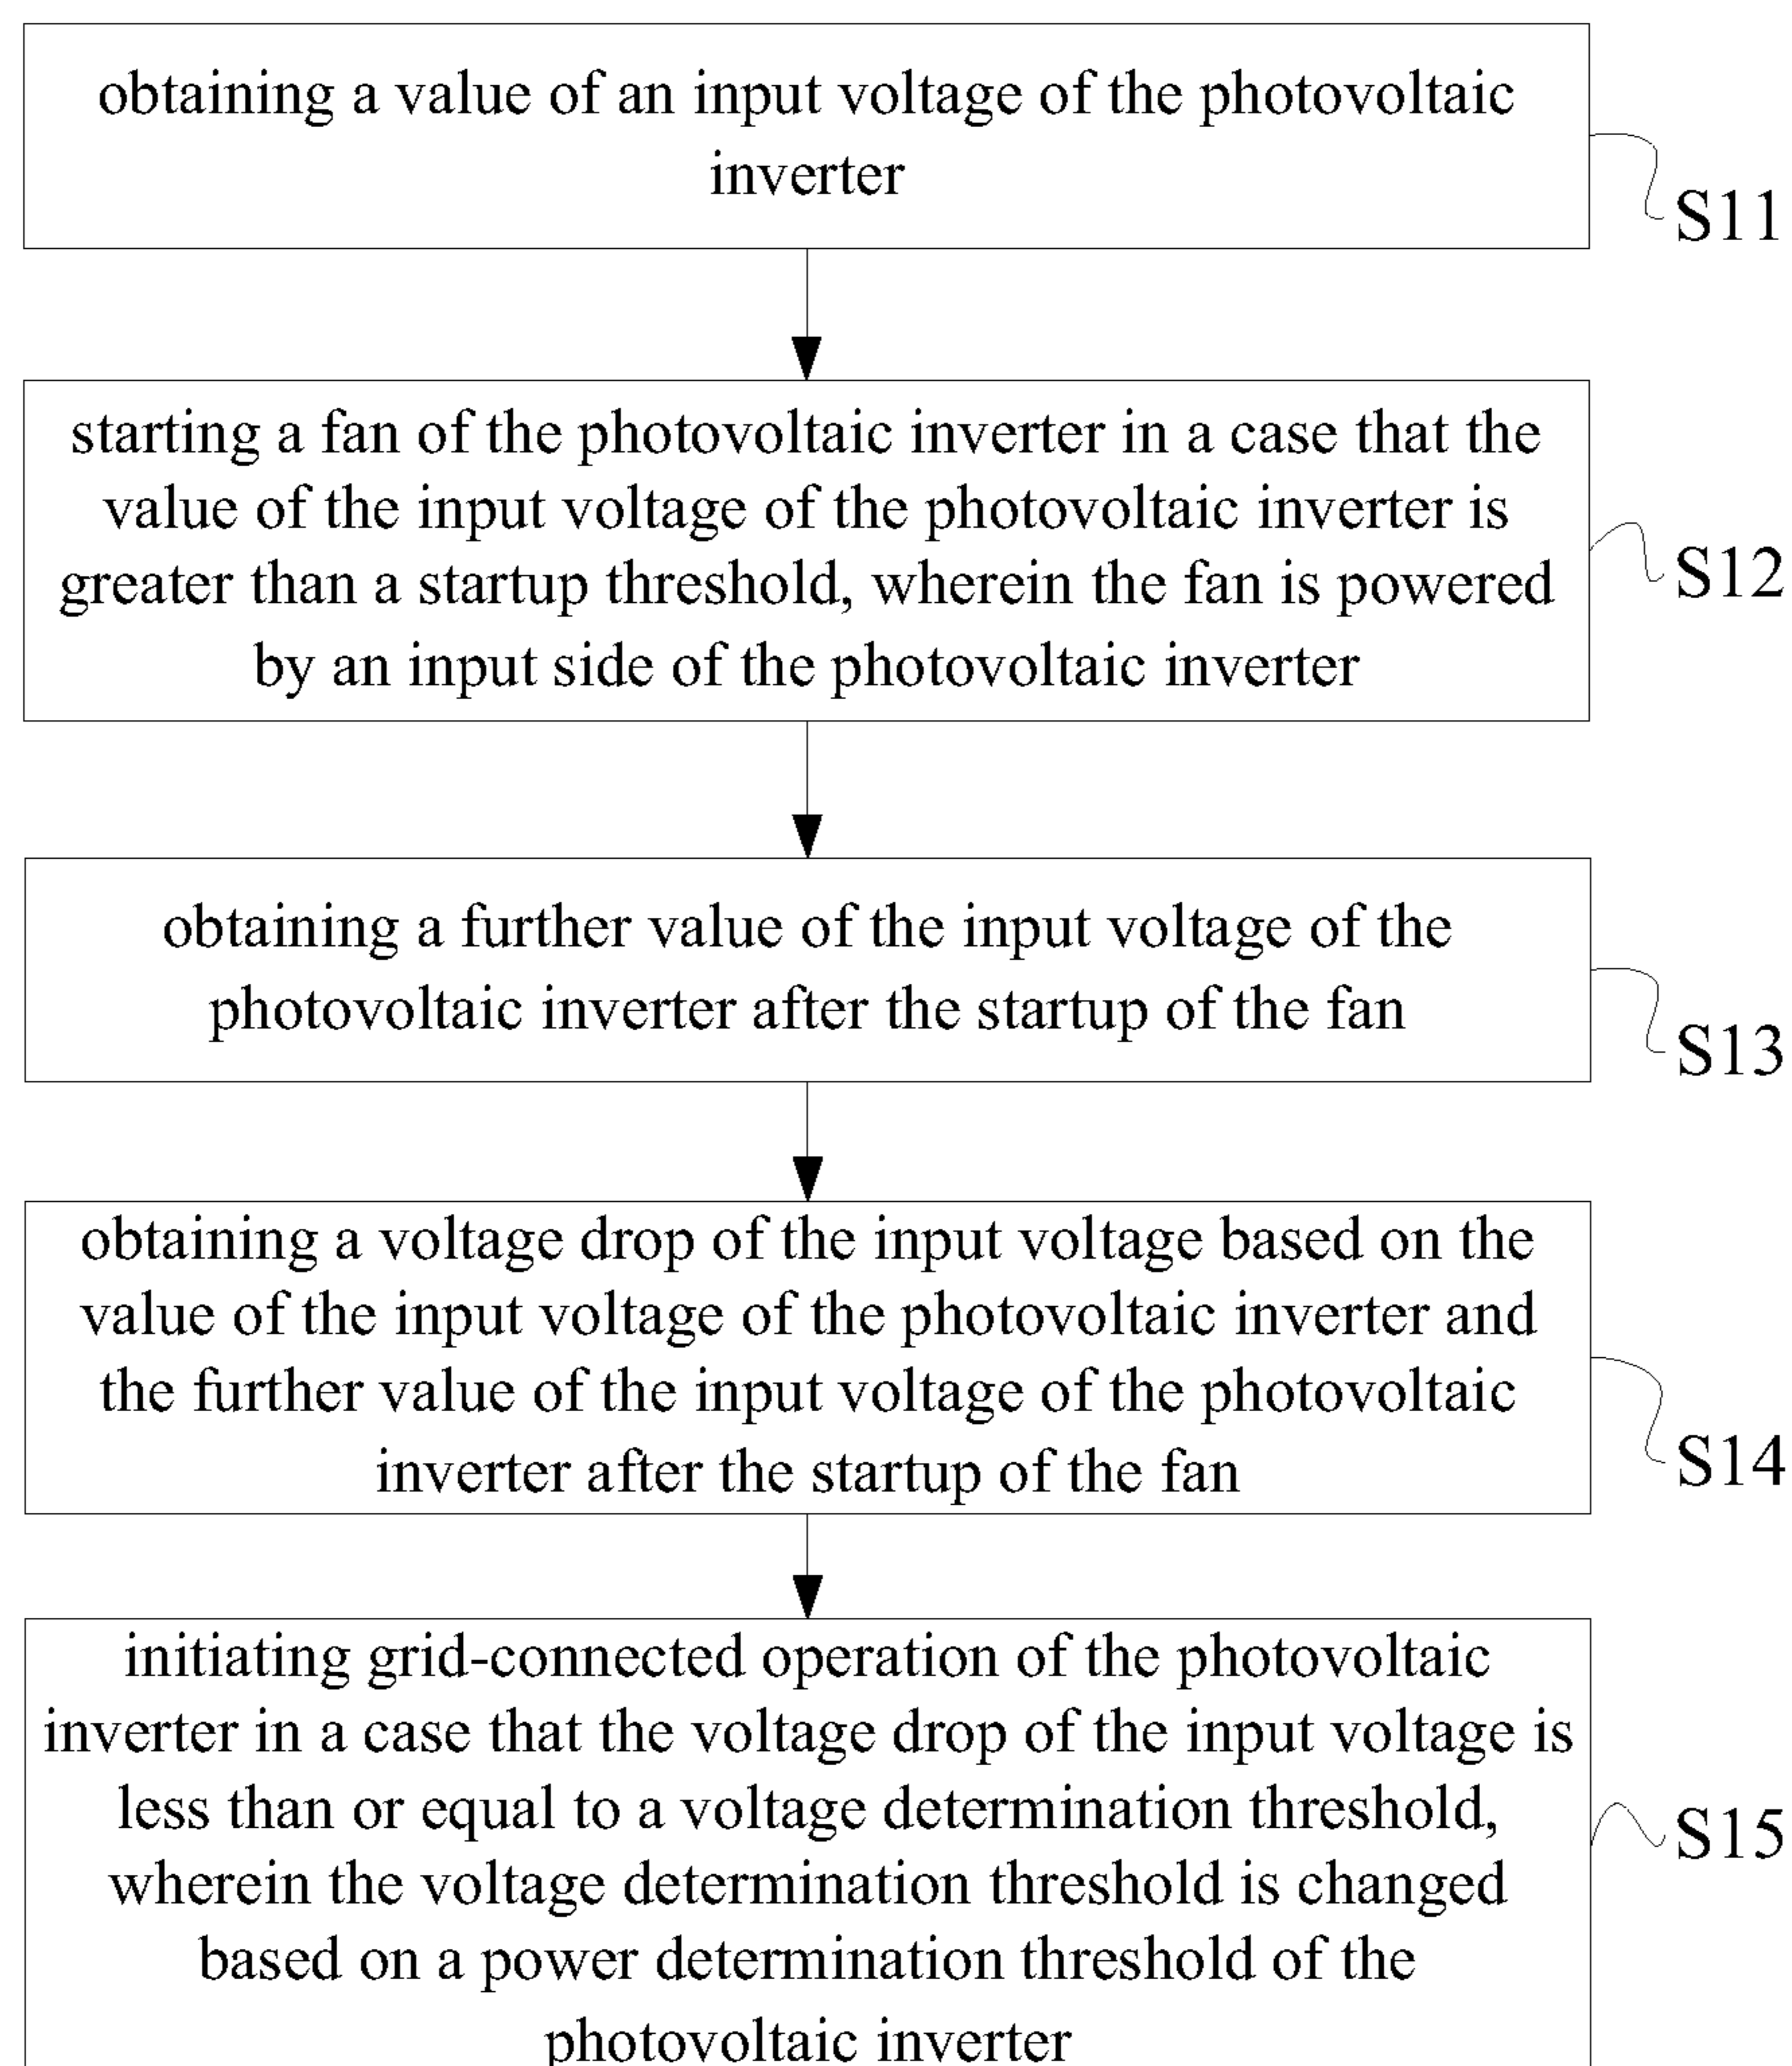 obtaining a value of an input voltage of the photovoltaic
inverter
S11
starting a fan of the photovoltaic inverter in a case that the
value of the input voltage of the photovoltaic inverter is
greater than a startup threshold, wherein the fan is powered
by an input side of the photovoltaic inverter
S12
obtaining a further value of the input voltage of the
photovoltaic inverter after the startup of the fan
S13
obtaining a voltage drop of the input voltage based on the
value of the input voltage of the photovoltaic inverter and
the further value of the input voltage of the photovoltaic
inverter after the startup of the fan
S14
initiating grid-connected operation of the photovoltaic
inverter in a case that the voltage drop of the input voltage is
less than or equal to a voltage determination threshold,
wherein the voltage determination threshold is changed
based on a power determination threshold of the
photovoltaic inverter
S15